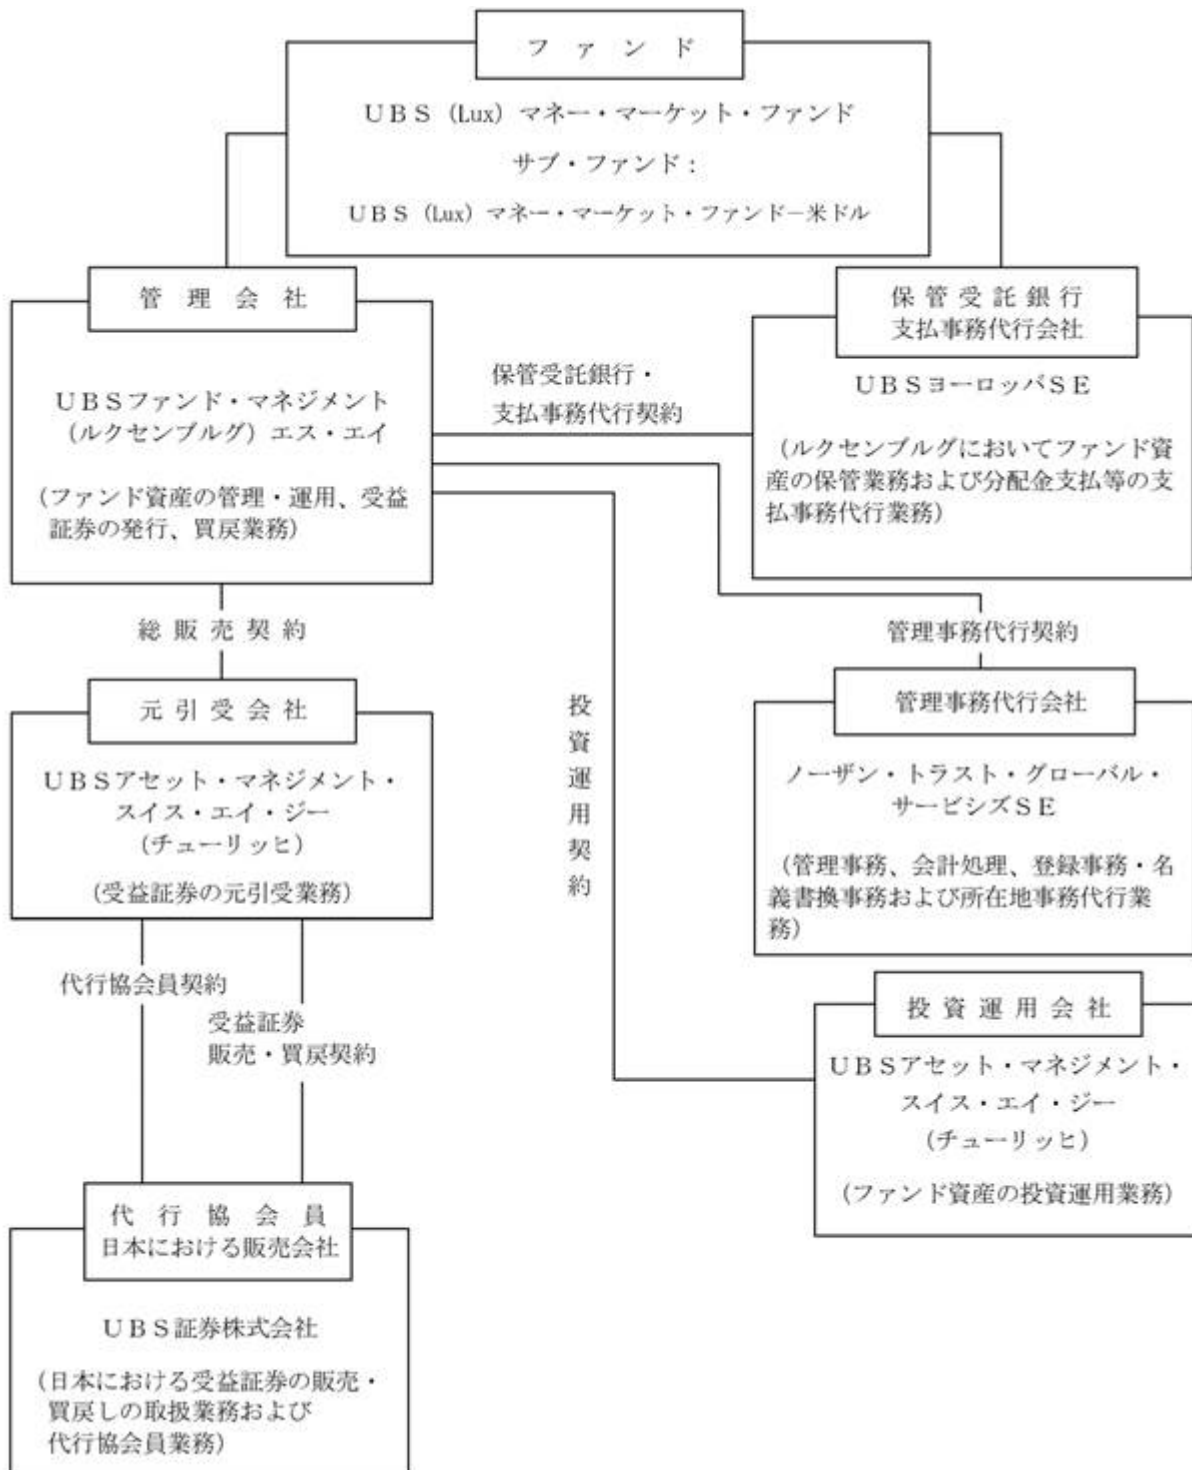 ファンド
UBS(Lux)マネー・マーケット・ファンド
サブ・ファンド:
UBS(Lux)マネー・マーケット・ファンド－米ドル
管理会社
UBSファンド・マネジメント
(ルクセンブルグ)エス・エイ
(ファンド資産の管理・運用、受益
証券の発行、買戻業務)
保管受託銀行・
支払事務代行契約
保管受託銀行
支払事務代行会社
UBSヨーロッパSE
(ルクセンブルグにおいてファンド資
産の保管業務および分配金支払等の支
払事務代行業務)
総販売契約
管理事務代行契約
元引受会社
UBSアセット・マネジメント・
スイス・エイ・ジー
(チューリッヒ)
(受益証券の元引受業務)
投資運用契約
管理事務代行会社
ノーザン・トラスト・グローバル・
サービシズSE
(管理事務、会計処理、登録事務・名
義書換事務および所在地事務代行業
務)
代行協会員契約
受益証券
販売・買戻契約
投資運用会社
UBSアセット・マネジメント・
スイス・エイ・ジー
(チューリッヒ)
(ファンド資産の投資運用業務)
代行協会員
日本における販売会社
UBS証券株式会社
(日本における受益証券の販売・
買戻しの取扱業務および
代行協会員業務)